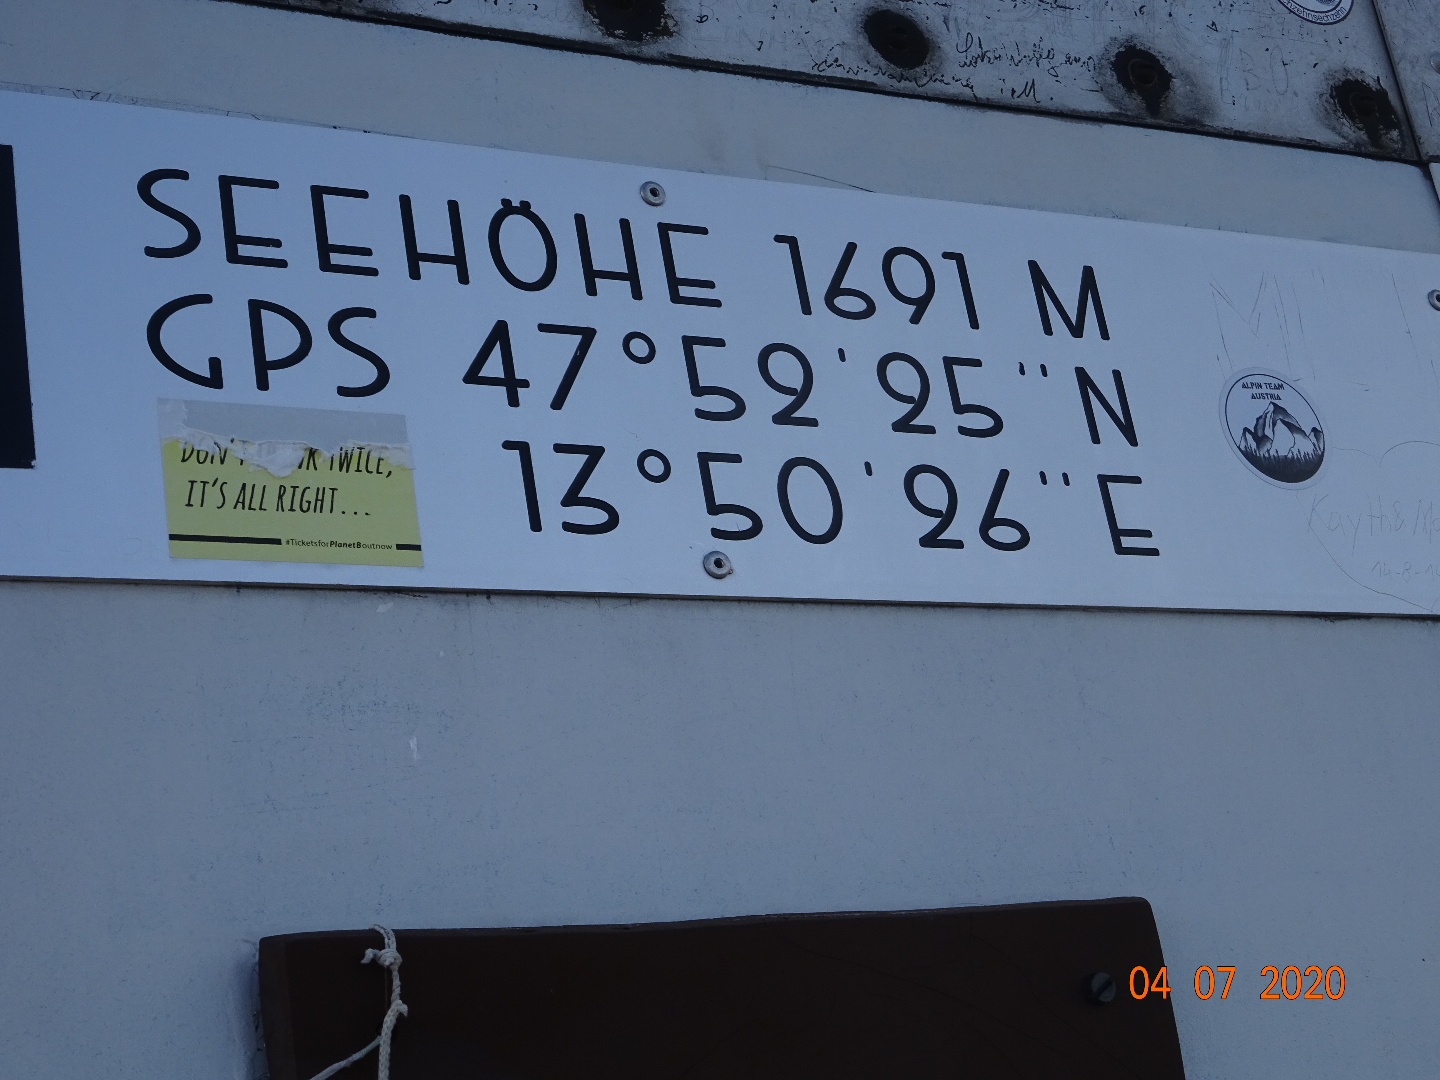 SEEHÖHE 1691 M
GPS 47°52'25"N
13°50'26"E
TWICE,
IT'S ALL RIGHT...
#TicketsforPlanetBoutnow
ALPIN TEAM
AUSTRIA
04 07 2020